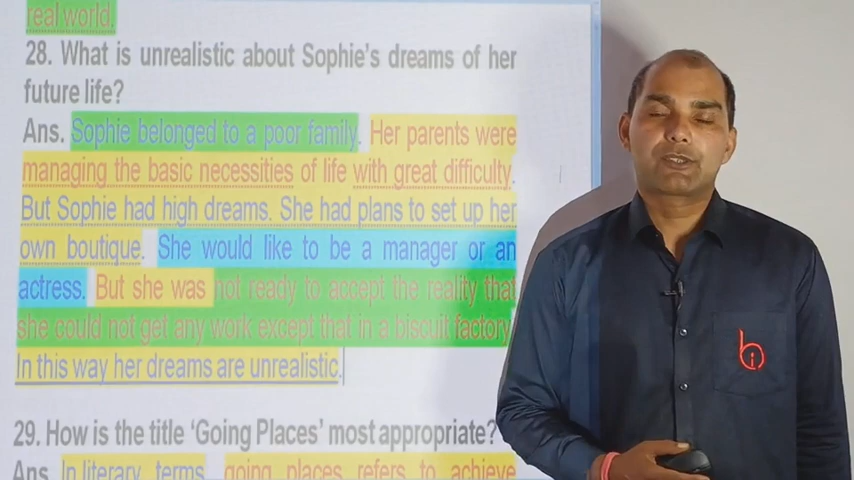 real world.
28. What is unrealistic about Sophie's dreams of her
future life?
Ans. Sophie belonged to a poor family. Her parents were
managing the basic necessities of life with great difficulty.
But Sophie had high dreams. She had plans to set up her
own boutique. She would like to be a manager or an
actress. But she was not ready to accept the reality that
she could not get any work except that in a biscuit factory.
In this way her dreams are unrealistic.
29. How is the title 'Going Places' most appropriate?
Ans. In literary terms, going places refers to achieve